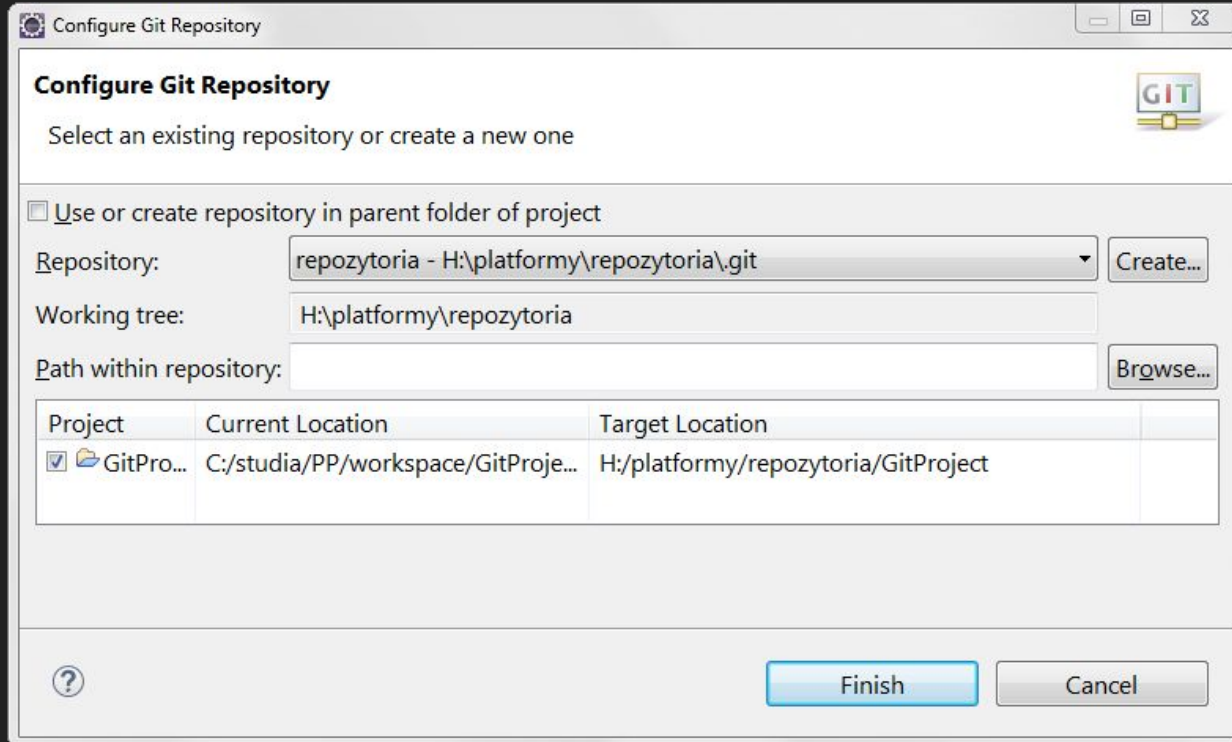 Configure Git Repository
Configure Git Repository
GIT
Select an existing repository or create a new one
Use or create repository in parent folder of project
Repository: repozytoria - H:\platformy\repozytoria\.git Create...
Working tree: H:\platformy\repozytoria
Path within repository: Browse...
Project Current Location Target Location
GitPro... C:/studia/PP/workspace/GitProje... H:/platformy/repozytoria/GitProject
? Finish Cancel